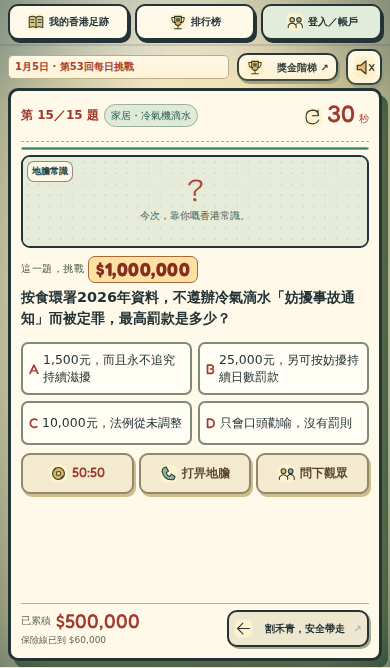 我的香港足跡
排行榜
登入／帳戶
1月5日 · 第53回每日挑戰
獎金階梯 ↗
第 15／15 題
家居 · 冷氣機滴水
30 秒
地膽常識
?
今次，靠你嘅香港常識。
這一題，挑戰 $1,000,000
按食環署2026年資料，不遵辦冷氣滴水「妨擾事故通
知」而被定罪，最高罰款是多少？
A 1,500元，而且永不追究
持續滋擾
B 25,000元，另可按妨擾持
續日數罰款
C 10,000元，法例從未調整
D 只會口頭勸喻，沒有罰則
50:50
打畀地膽
問下觀眾
已累積 $500,000
保險線已到 $60,000
割禾青，安全帶走 ↗